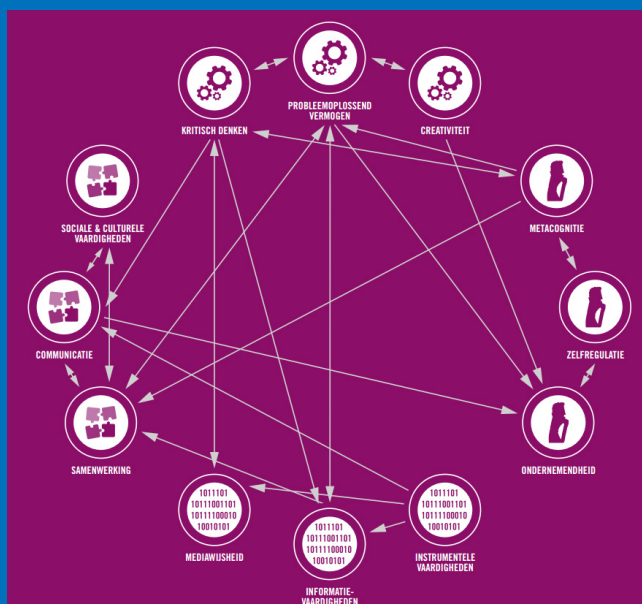 PROBLEEMOPLOSSEND
VERMOGEN
KRITISCH DENKEN
CREATIVITEIT
SOCIALE & CULTURELE
VAARDIGHEDEN
METACOGNITIE
COMMUNICATIE
ZELFREGULATIE
SAMENWERKING
ONDERNEMENDHEID
1011101
10111001101
10111100010
10010101
MEDIAWIJSHEID
1011101
10111001101
10111100010
10010101
INFORMATIE-
VAARDIGHEDEN
1011101
10111001101
10111100010
10010101
INSTRUMENTELE
VAARDIGHEDEN